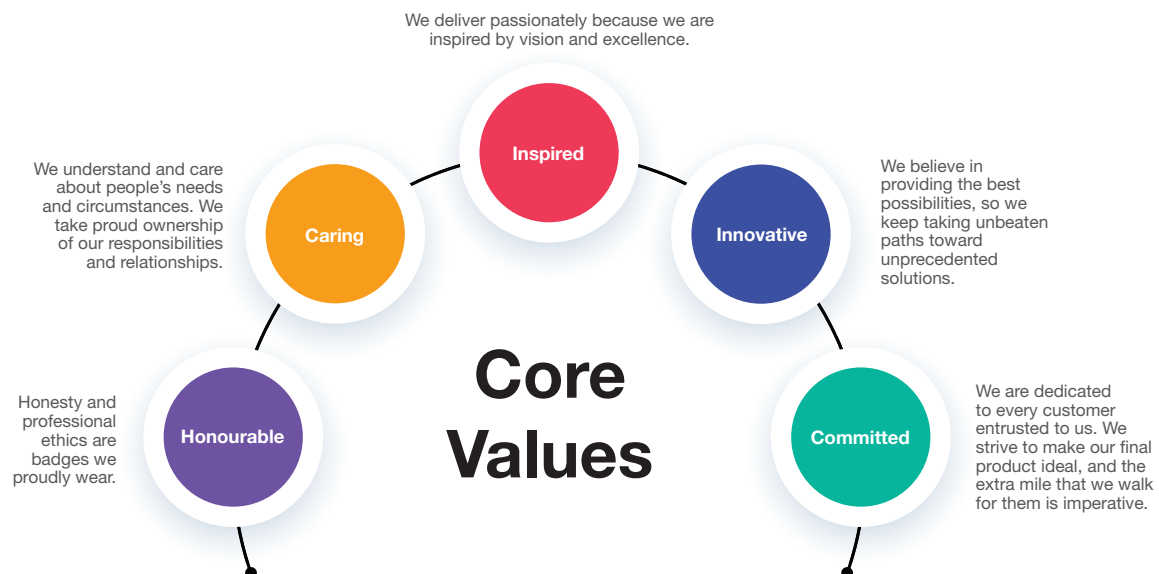 We deliver passionately because we are
inspired by vision and excellence.
Inspired
We understand and care
about people’s needs
and circumstances. We
take proud ownership
of our responsibilities
and relationships.
Caring
Innovative
We believe in
providing the best
possibilities, so we
keep taking unbeaten
paths toward
unprecedented
solutions.
Core
Values
Honesty and
professional
ethics are
badges we
proudly wear.
Honourable
Committed
We are dedicated
to every customer
entrusted to us. We
strive to make our final
product ideal, and the
extra mile that we walk
for them is imperative.